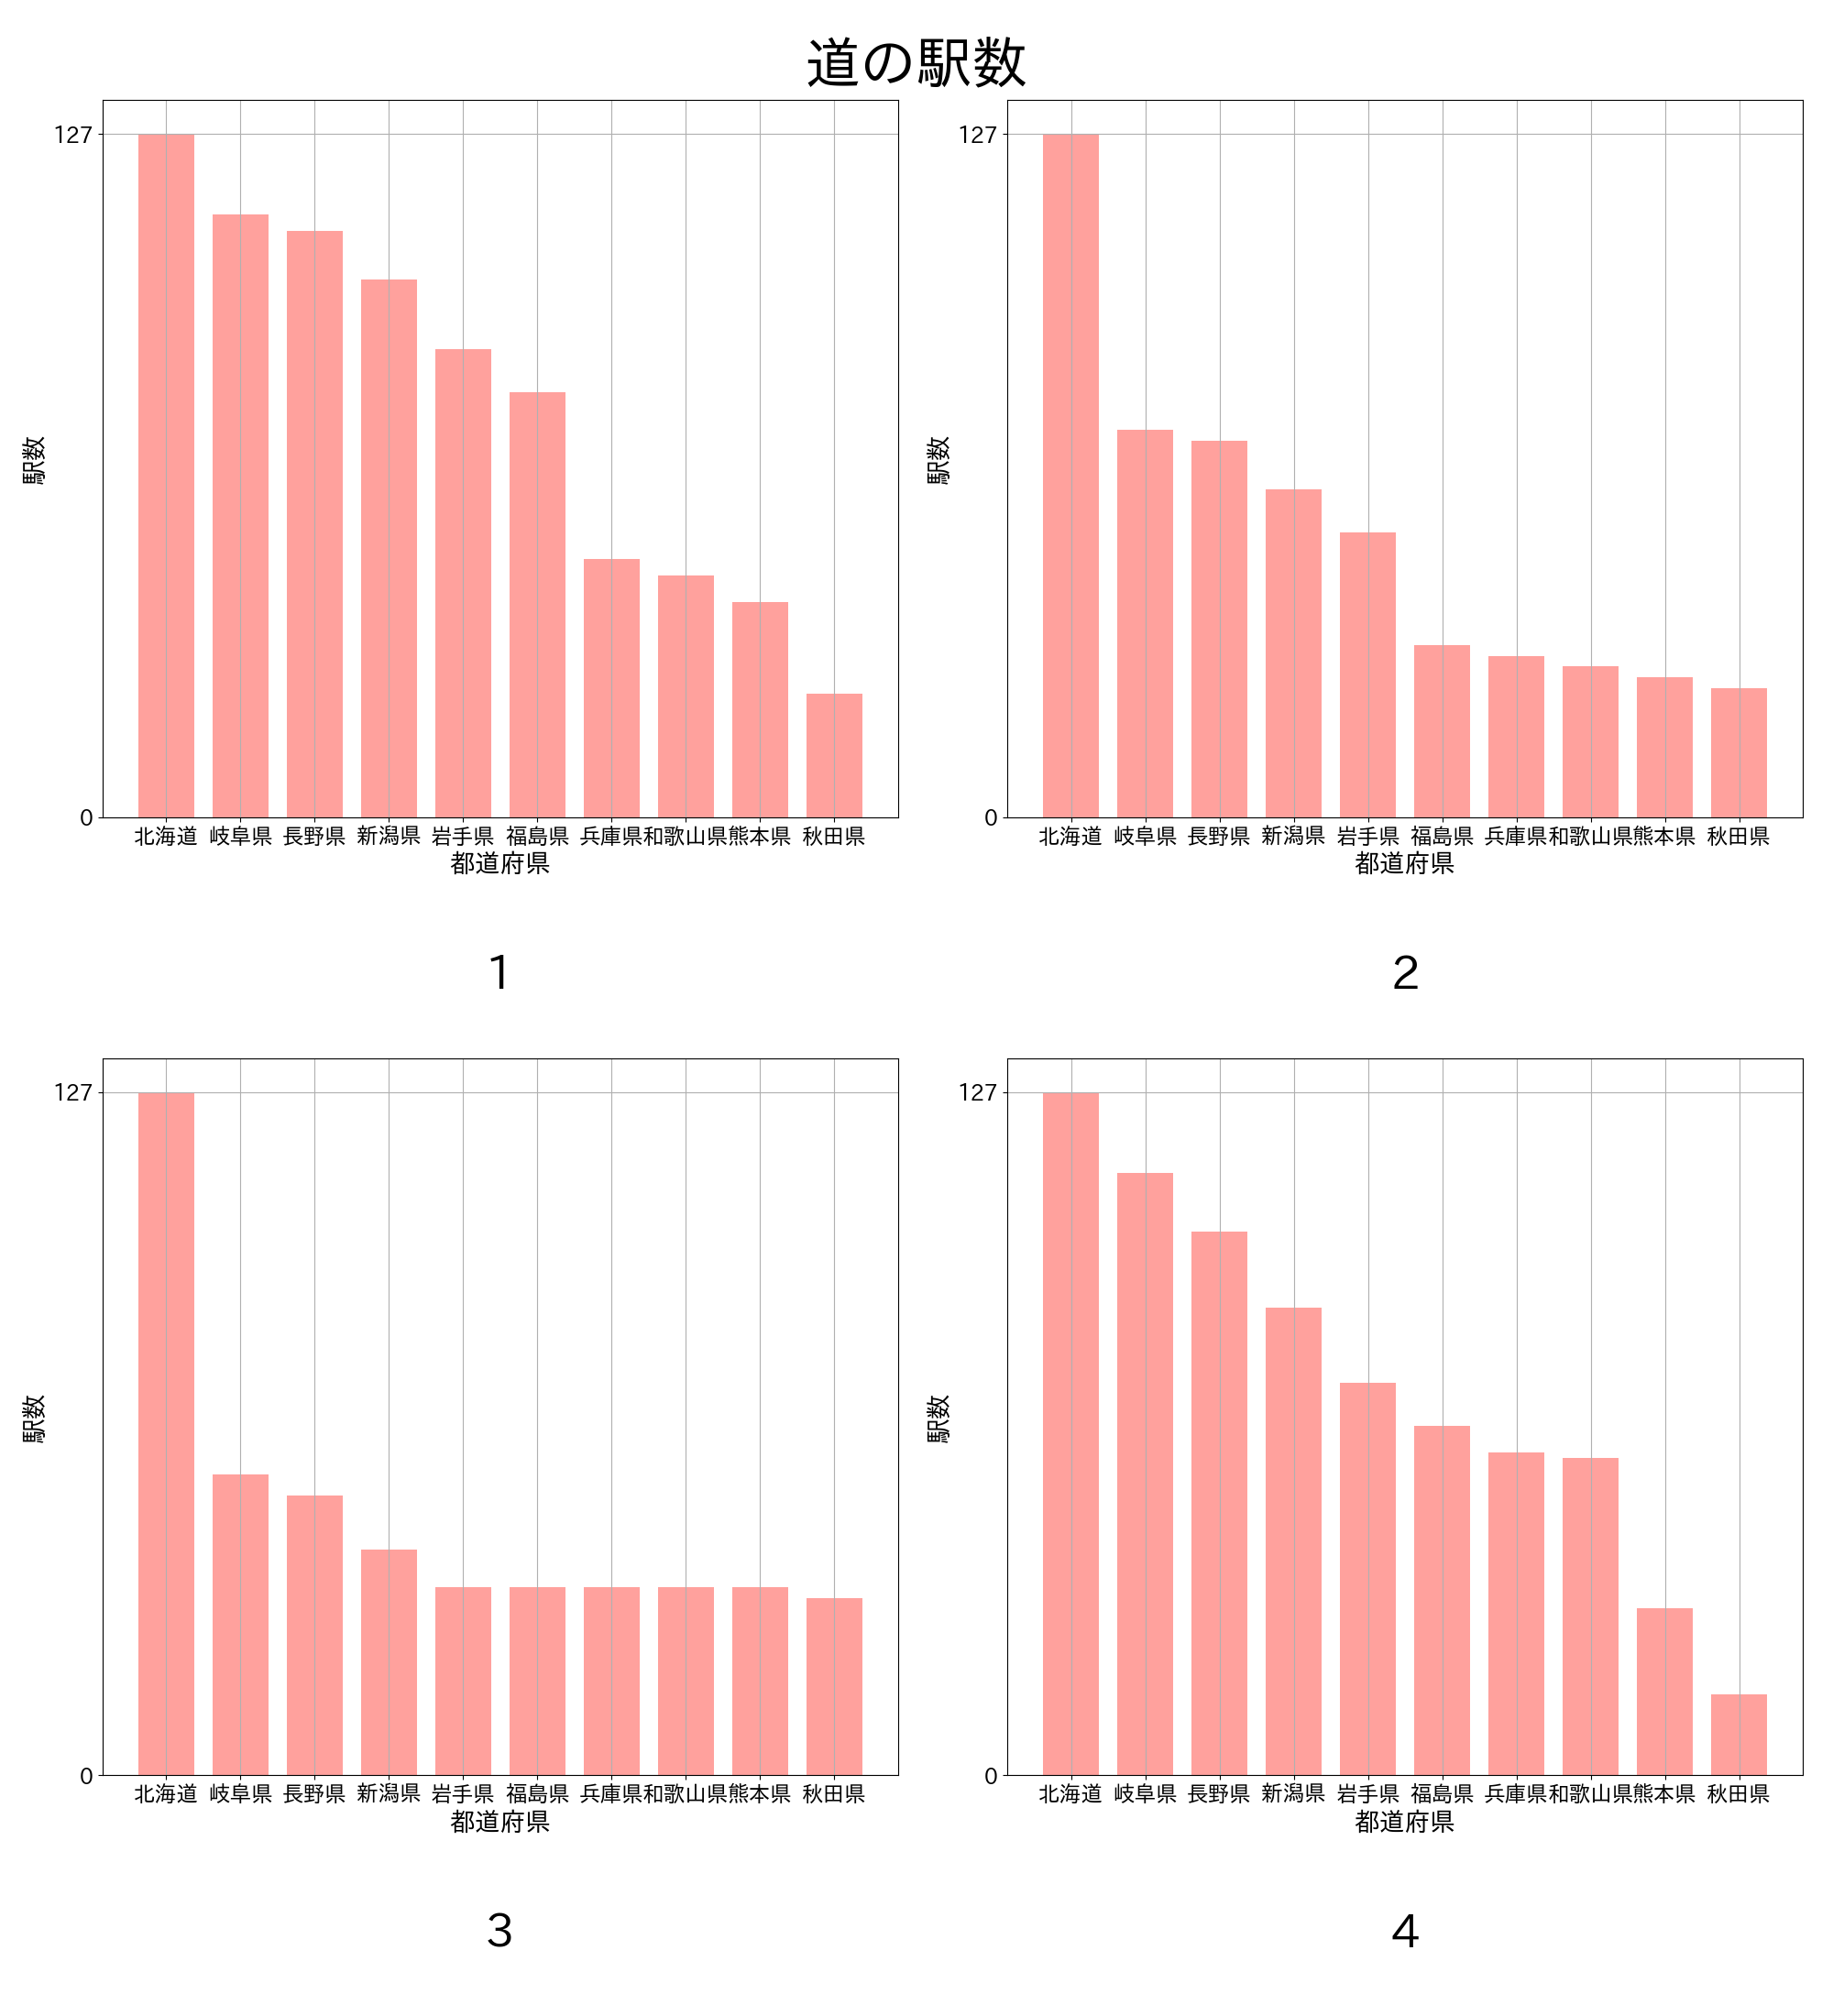 道の駅数
127
0
駅数
北海道 岐阜県 長野県 新潟県 岩手県 福島県 兵庫県 和歌山県 熊本県 秋田県
都道府県
1
127
0
駅数
北海道 岐阜県 長野県 新潟県 岩手県 福島県 兵庫県 和歌山県 熊本県 秋田県
都道府県
2
127
0
駅数
北海道 岐阜県 長野県 新潟県 岩手県 福島県 兵庫県 和歌山県 熊本県 秋田県
都道府県
3
127
0
駅数
北海道 岐阜県 長野県 新潟県 岩手県 福島県 兵庫県 和歌山県 熊本県 秋田県
都道府県
4